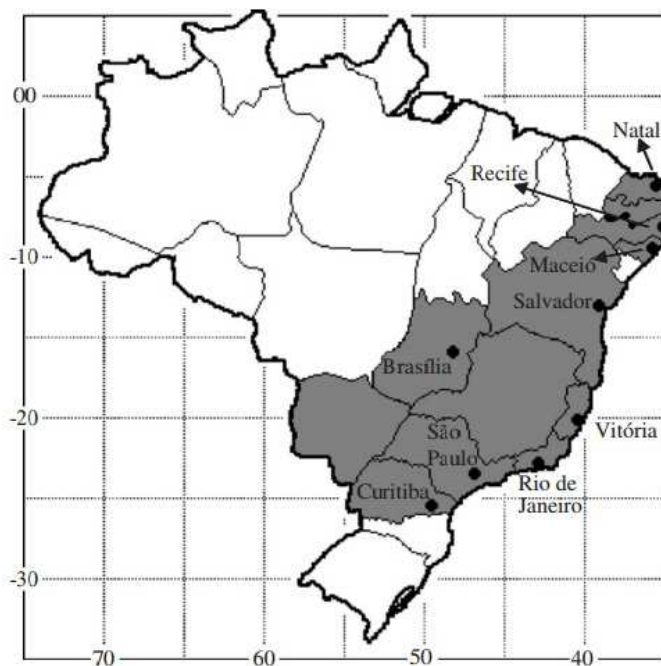 00
Natal
Recife
-10
Maceió
Salvador
Brasília
-20
São
Paulo
Vitória
Curitiba
Rio de
Janeiro
-30
70
60
50
40